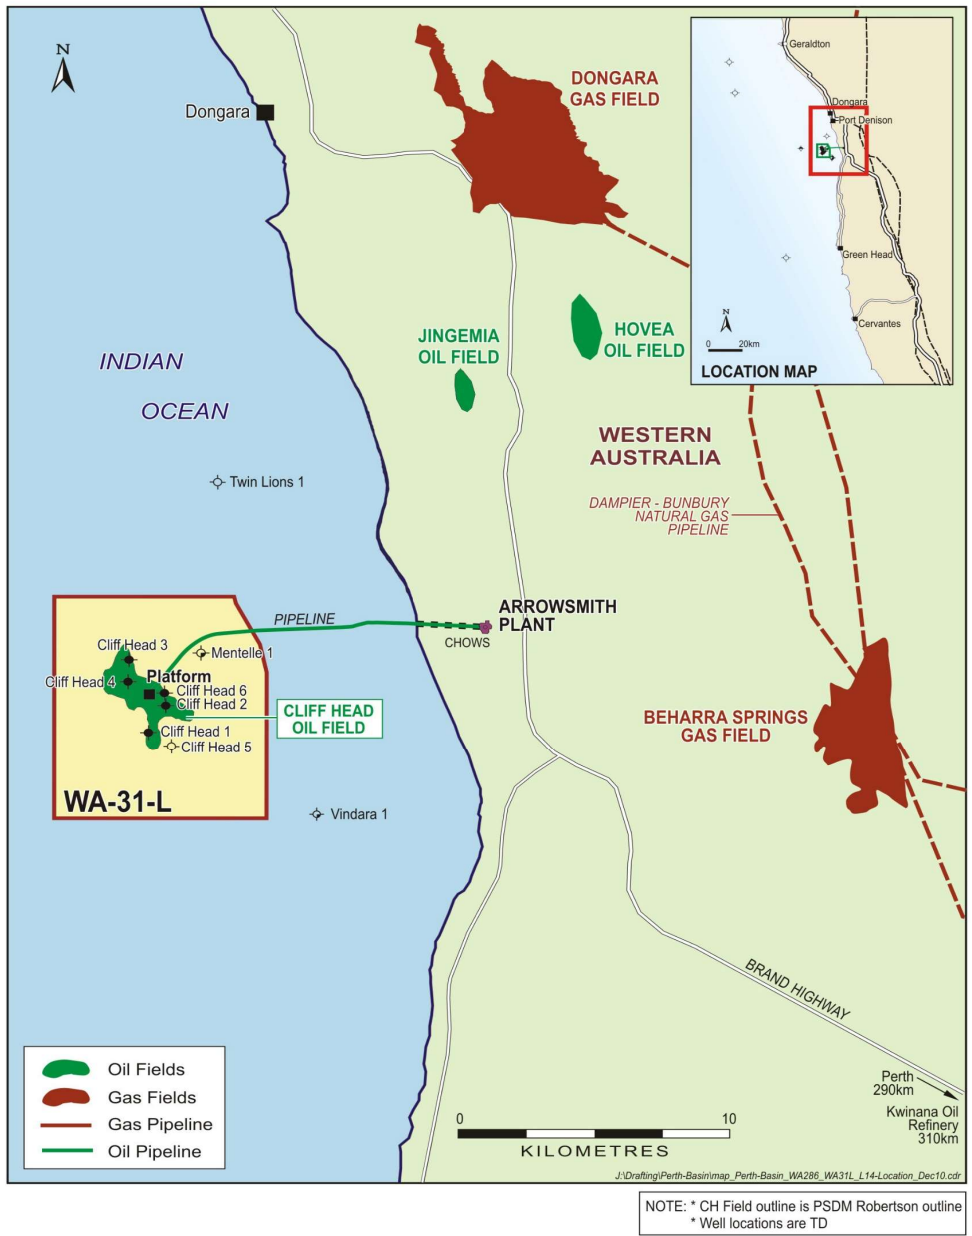 N
Dongara
DONGARA
GAS FIELD
Geraldton
Dongara
Port Denison
Green Head
Cervantes
N
0 20km
LOCATION MAP
JINGEMIA
OIL FIELD
HOVEA
OIL FIELD
INDIAN
OCEAN
WESTERN
AUSTRALIA
Twin Lions 1
DAMPIER - BUNBURY
NATURAL GAS
PIPELINE
PIPELINE
ARROWSMITH
PLANT
CHOWS
Cliff Head 3
Mentelle 1
Cliff Head 4
Platform
Cliff Head 6
Cliff Head 2
CLIFF HEAD
OIL FIELD
Cliff Head 1
Cliff Head 5
WA-31-L
BEHARRA SPRINGS
GAS FIELD
Vindara 1
BRAND HIGHWAY
Perth
290km
Kwinana Oil
Refinery
310km
Oil Fields
Gas Fields
Gas Pipeline
Oil Pipeline
0 10
KILOMETRES
J:\Drafting\Perth-Basin\map_Perth-Basin_WA286_WA31L_L14-Location_Dec10.cdr
NOTE: * CH Field outline is PSDM Robertson outline
* Well locations are TD